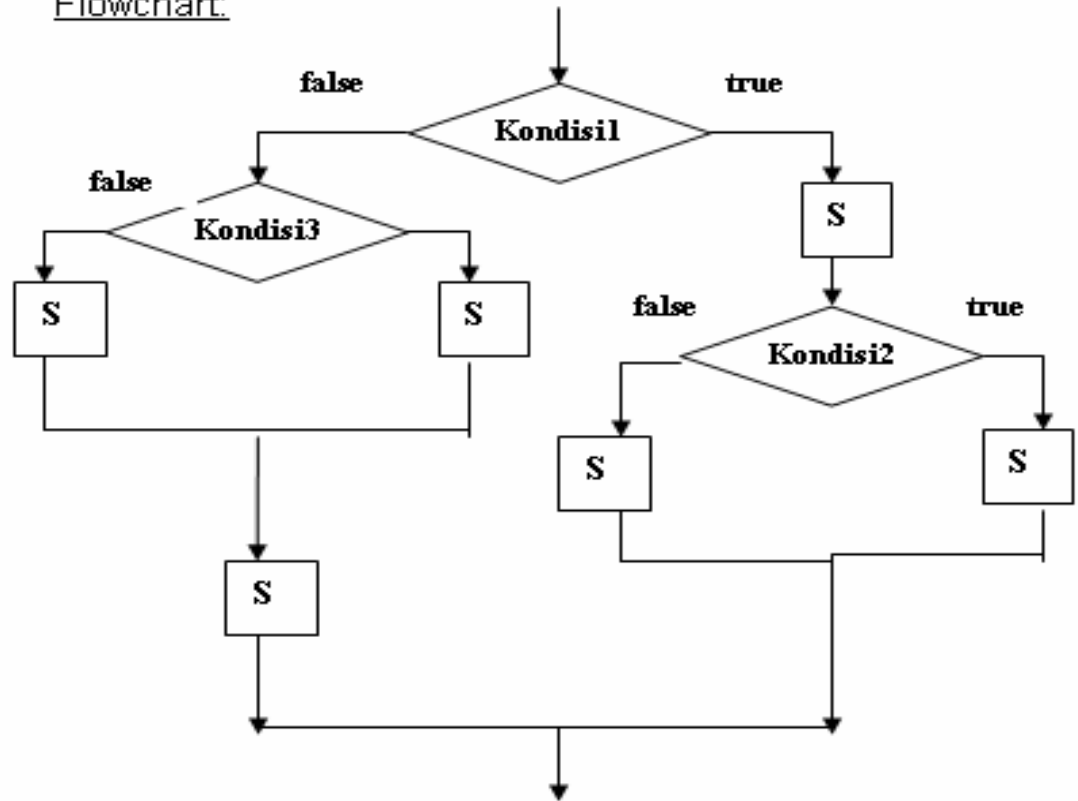 Flowchart:
false
true
Kondisi1
false
Kondisi3
S
S
S
false
true
Kondisi2
S
S
S